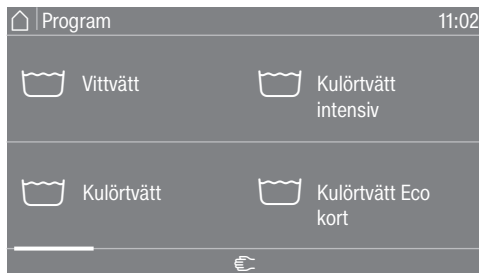 Program 11:02
Vittvätt
Kulörtvätt
intensiv
Kulörtvätt
Kulörtvätt Eco
kort